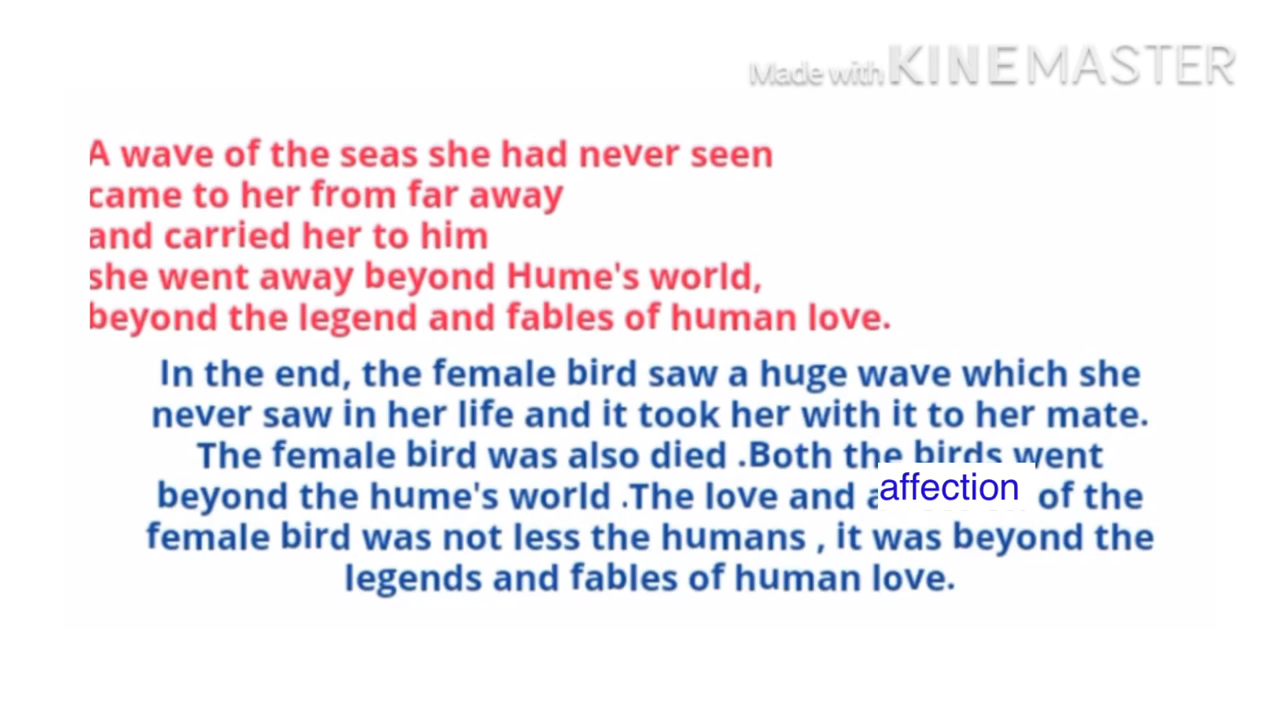 Made with KINEMASTER
A wave of the seas she had never seen
came to her from far away
and carried her to him
she went away beyond Hume's world,
beyond the legend and fables of human love.
In the end, the female bird saw a huge wave which she
never saw in her life and it took her with it to her mate.
The female bird was also died .Both the birds went
beyond the hume's world .The love and affection of the
female bird was not less the humans , it was beyond the
legends and fables of human love.